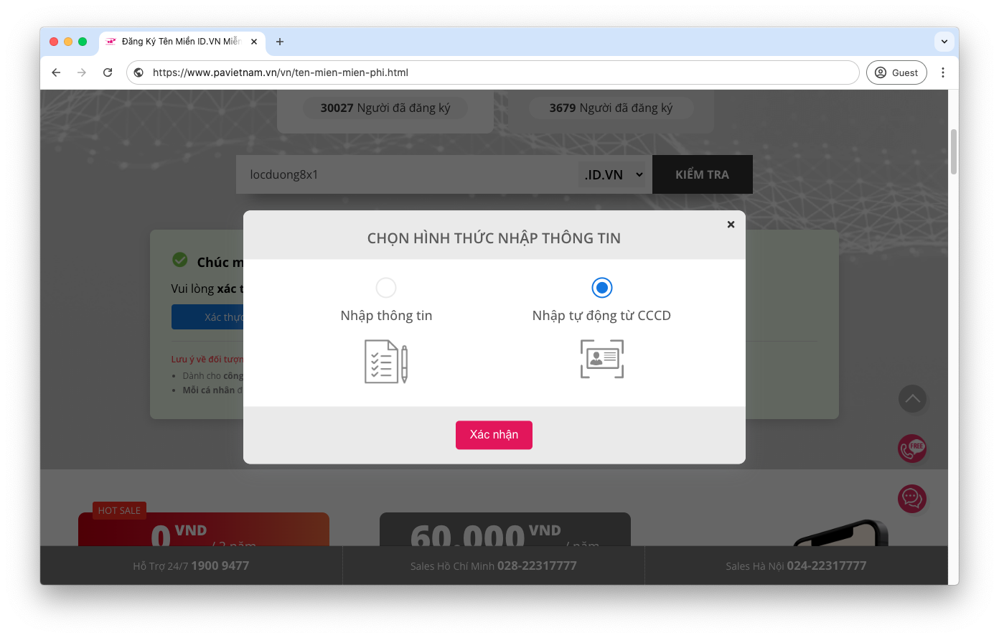 Đăng Ký Tên Miền ID.VN Miễn
https://www.pavietnam.vn/vn/ten-mien-mien-phi.html
Guest
30027 Người đã đăng ký
3679 Người đã đăng ký
locduong8x1
.ID.VN
KIỂM TRA
CHỌN HÌNH THỨC NHẬP THÔNG TIN
Chúc m
Vui lòng xác t
Xác thực
Nhập thông tin
Nhập tự động từ CCCD
Lưu ý về đối tượn
Dành cho công
Mỗi cá nhân đ
Xác nhận
FREE
HOT SALE
0 VND
/ 2 năm
60.000 VND
/ năm
Hỗ Trợ 24/7 1900 9477
Sales Hồ Chí Minh 028-22317777
Sales Hà Nội 024-22317777